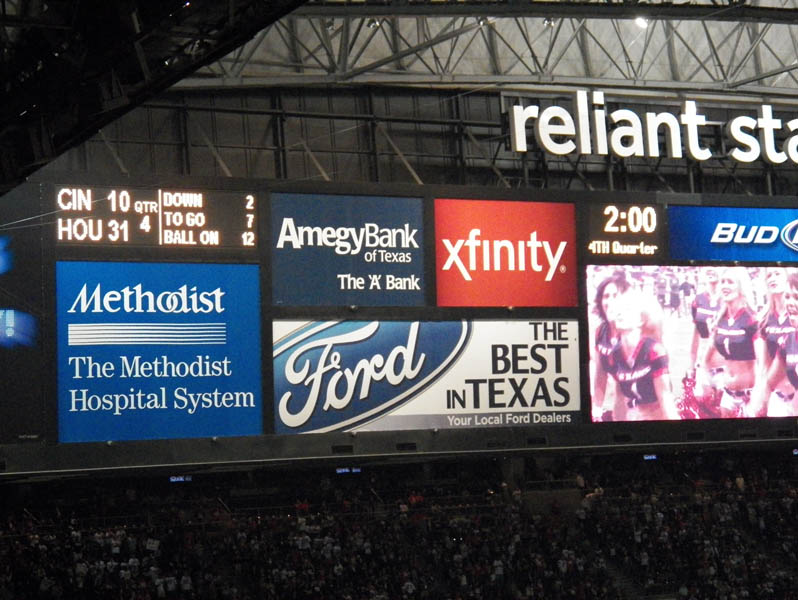 reliant sta
CIN 10 QTR DOWN 2
HOU 31 4 TO GO 7
BALL ON 12
AmegyBank
of Texas
The 'A' Bank
xfinity
2:00
4TH Quarter
BUD
Methodist
The Methodist
Hospital System
Ford
THE
BEST
IN TEXAS
Your Local Ford Dealers